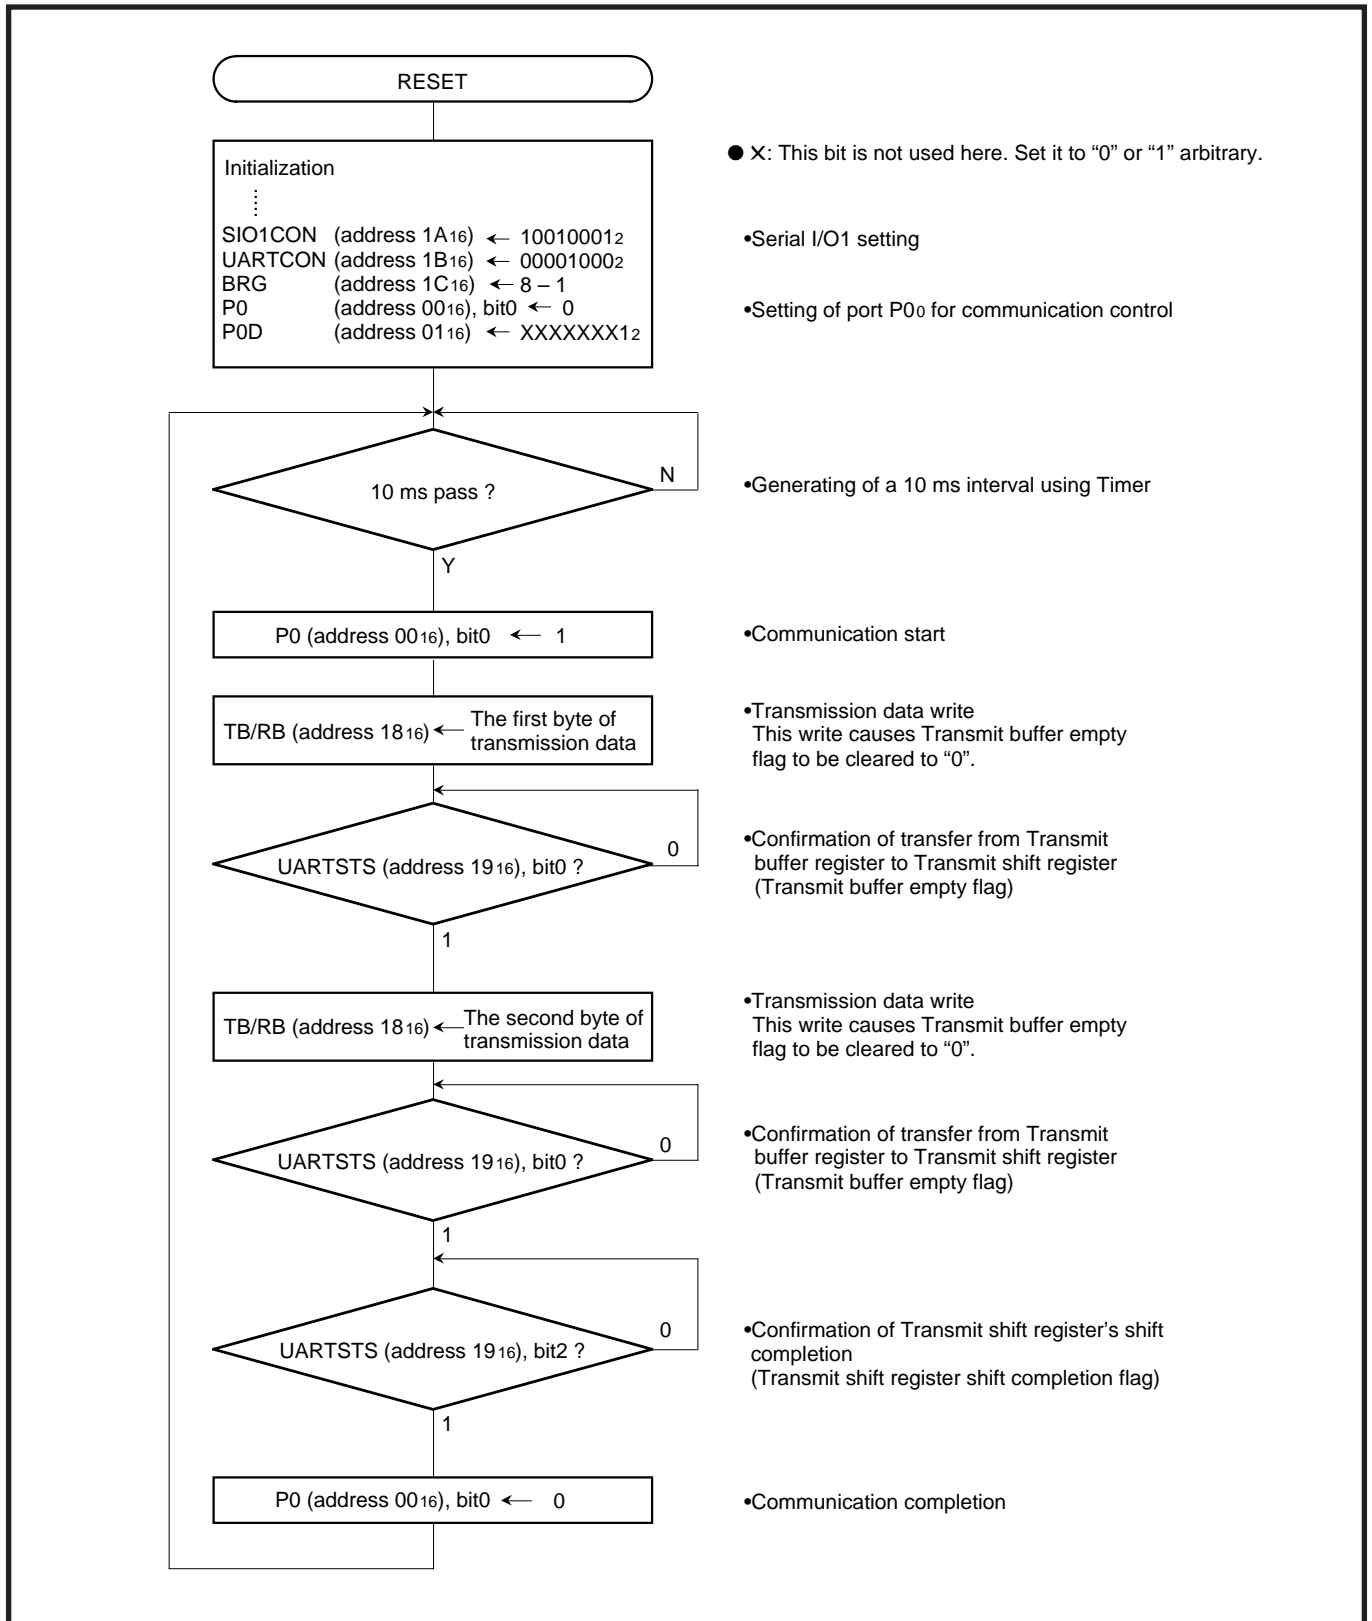 RESET
● X: This bit is not used here. Set it to “0” or “1” arbitrary.
Initialization
SIO1CON (address 1A16) ← 100100012
UARTCON (address 1B16) ← 000010002
BRG (address 1C16) ← 8 – 1
P0 (address 0016), bit0 ← 0
P0D (address 0116) ← XXXXXXX12
•Serial I/O1 setting
•Setting of port P00 for communication control
10 ms pass ?
N
Y
•Generating of a 10 ms interval using Timer
P0 (address 0016), bit0 ← 1
•Communication start
TB/RB (address 1816) ← The first byte of
transmission data
•Transmission data write
This write causes Transmit buffer empty
flag to be cleared to “0”.
UARTSTS (address 1916), bit0 ?
0
1
•Confirmation of transfer from Transmit
buffer register to Transmit shift register
(Transmit buffer empty flag)
TB/RB (address 1816) ← The second byte of
transmission data
•Transmission data write
This write causes Transmit buffer empty
flag to be cleared to “0”.
UARTSTS (address 1916), bit0 ?
0
1
•Confirmation of transfer from Transmit
buffer register to Transmit shift register
(Transmit buffer empty flag)
UARTSTS (address 1916), bit2 ?
0
1
•Confirmation of Transmit shift register’s shift
completion
(Transmit shift register shift completion flag)
P0 (address 0016), bit0 ← 0
•Communication completion